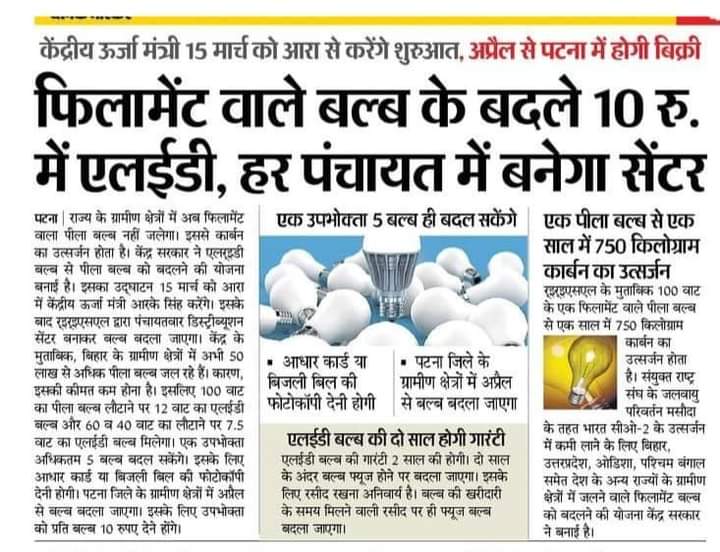 केंद्रीय ऊर्जा मंत्री 15 मार्च को आरा से करेंगे शुरुआत, अप्रैल से पटना में होगी बिक्री
फिलामेंट वाले बल्ब के बदले 10 रु.
में एलईडी, हर पंचायत में बनेगा सेंटर
पटना | राज्य के ग्रामीण क्षेत्रों में अब फिलामेंट
वाला पीला बल्ब नहीं जलेगा। इससे कार्बन
का उत्सर्जन होता है। केंद्र सरकार ने एलईडी
बल्ब से पीला बल्ब को बदलने की योजना
बनाई है। इसका उद्घाटन 15 मार्च को आरा
में केंद्रीय ऊर्जा मंत्री आरके सिंह करेंगे। इसके
बाद ईईएसएल द्वारा पंचायतवार डिस्ट्रीब्यूशन
सेंटर बनाकर बल्ब बदला जाएगा। केंद्र के
मुताबिक, बिहार के ग्रामीण क्षेत्रों में अभी 50
लाख से अधिक पीला बल्ब जल रहे हैं। कारण,
इसकी कीमत कम होना है। इसलिए 100 वाट
का पीला बल्ब लौटाने पर 12 वाट का एलईडी
बल्ब और 60 व 40 वाट का लौटाने पर 7.5
वाट का एलईडी बल्ब मिलेगा। एक उपभोक्ता
अधिकतम 5 बल्ब बदल सकेंगे। इसके लिए
आधार कार्ड या बिजली बिल की फोटोकॉपी
देनी होगी। पटना जिले के ग्रामीण क्षेत्रों में अप्रैल
से बल्ब बदला जाएगा। इसके लिए उपभोक्ता
को प्रति बल्ब 10 रुपए देने होंगे।
एक उपभोक्ता 5 बल्ब ही बदल सकेंगे
▪ आधार कार्ड या
बिजली बिल की
फोटोकॉपी देनी होगी
▪ पटना जिले के
ग्रामीण क्षेत्रों में अप्रैल
से बल्ब बदला जाएगा
एलईडी बल्ब की दो साल होगी गारंटी
एलईडी बल्ब की गारंटी 2 साल की होगी। दो साल
के अंदर बल्ब फ्यूज होने पर बदला जाएगा। इसके
लिए रसीद रखना अनिवार्य है। बल्ब की खरीदारी
के समय मिलने वाली रसीद पर ही फ्यूज बल्ब
बदला जाएगा।
एक पीला बल्ब से एक
साल में 750 किलोग्राम
कार्बन का उत्सर्जन
ईईएसएल के मुताबिक 100 वाट
के एक फिलामेंट वाले पीला बल्ब
से एक साल में 750 किलोग्राम
कार्बन का
उत्सर्जन होता
है। संयुक्त राष्ट्र
संघ के जलवायु
परिवर्तन मसौदा
के तहत भारत सीओ-2 के उत्सर्जन
में कमी लाने के लिए बिहार,
उत्तरप्रदेश, ओडिशा, पश्चिम बंगाल
समेत देश के अन्य राज्यों के ग्रामीण
क्षेत्रों में जलने वाले फिलामेंट बल्ब
को बदलने की योजना केंद्र सरकार
ने बनाई है।